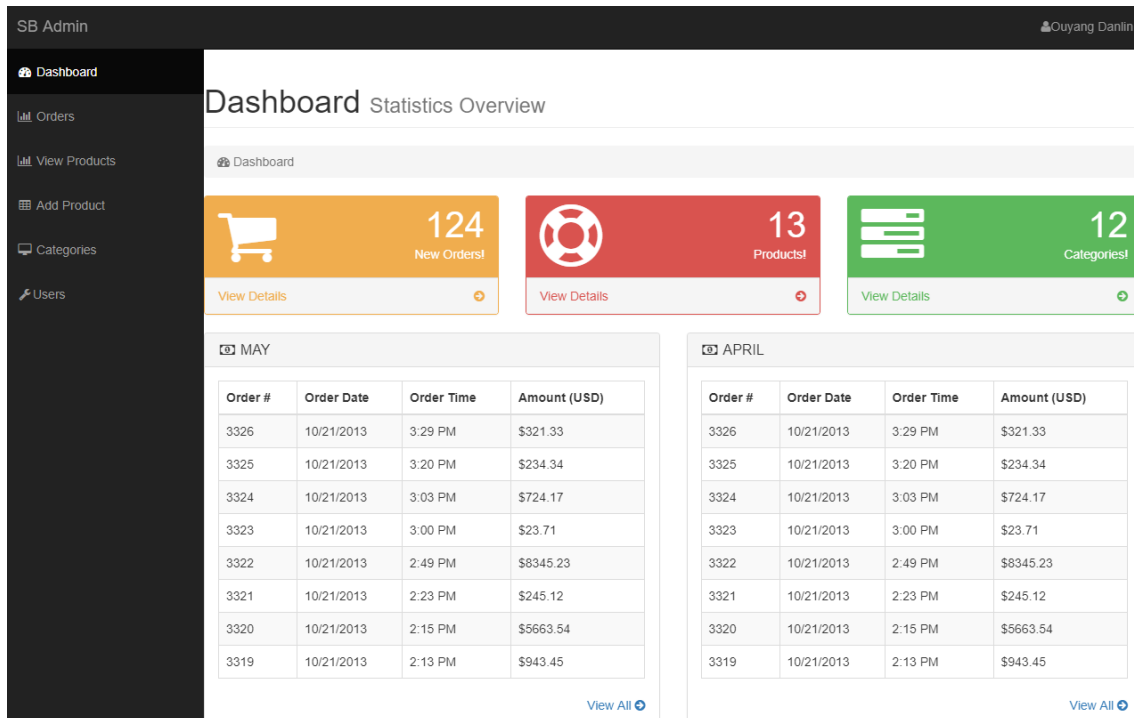 SB Admin
Ouyang Danlin
Dashboard
Orders
View Products
Add Product
Categories
Users
Dashboard Statistics Overview
Dashboard
124
New Orders!
View Details
13
Products!
View Details
12
Categories!
View Details
MAY
Order # Order Date Order Time Amount (USD)
3326 10/21/2013 3:29 PM $321.33
3325 10/21/2013 3:20 PM $234.34
3324 10/21/2013 3:03 PM $724.17
3323 10/21/2013 3:00 PM $23.71
3322 10/21/2013 2:49 PM $8345.23
3321 10/21/2013 2:23 PM $245.12
3320 10/21/2013 2:15 PM $5663.54
3319 10/21/2013 2:13 PM $943.45
View All
APRIL
Order # Order Date Order Time Amount (USD)
3326 10/21/2013 3:29 PM $321.33
3325 10/21/2013 3:20 PM $234.34
3324 10/21/2013 3:03 PM $724.17
3323 10/21/2013 3:00 PM $23.71
3322 10/21/2013 2:49 PM $8345.23
3321 10/21/2013 2:23 PM $245.12
3320 10/21/2013 2:15 PM $5663.54
3319 10/21/2013 2:13 PM $943.45
View All